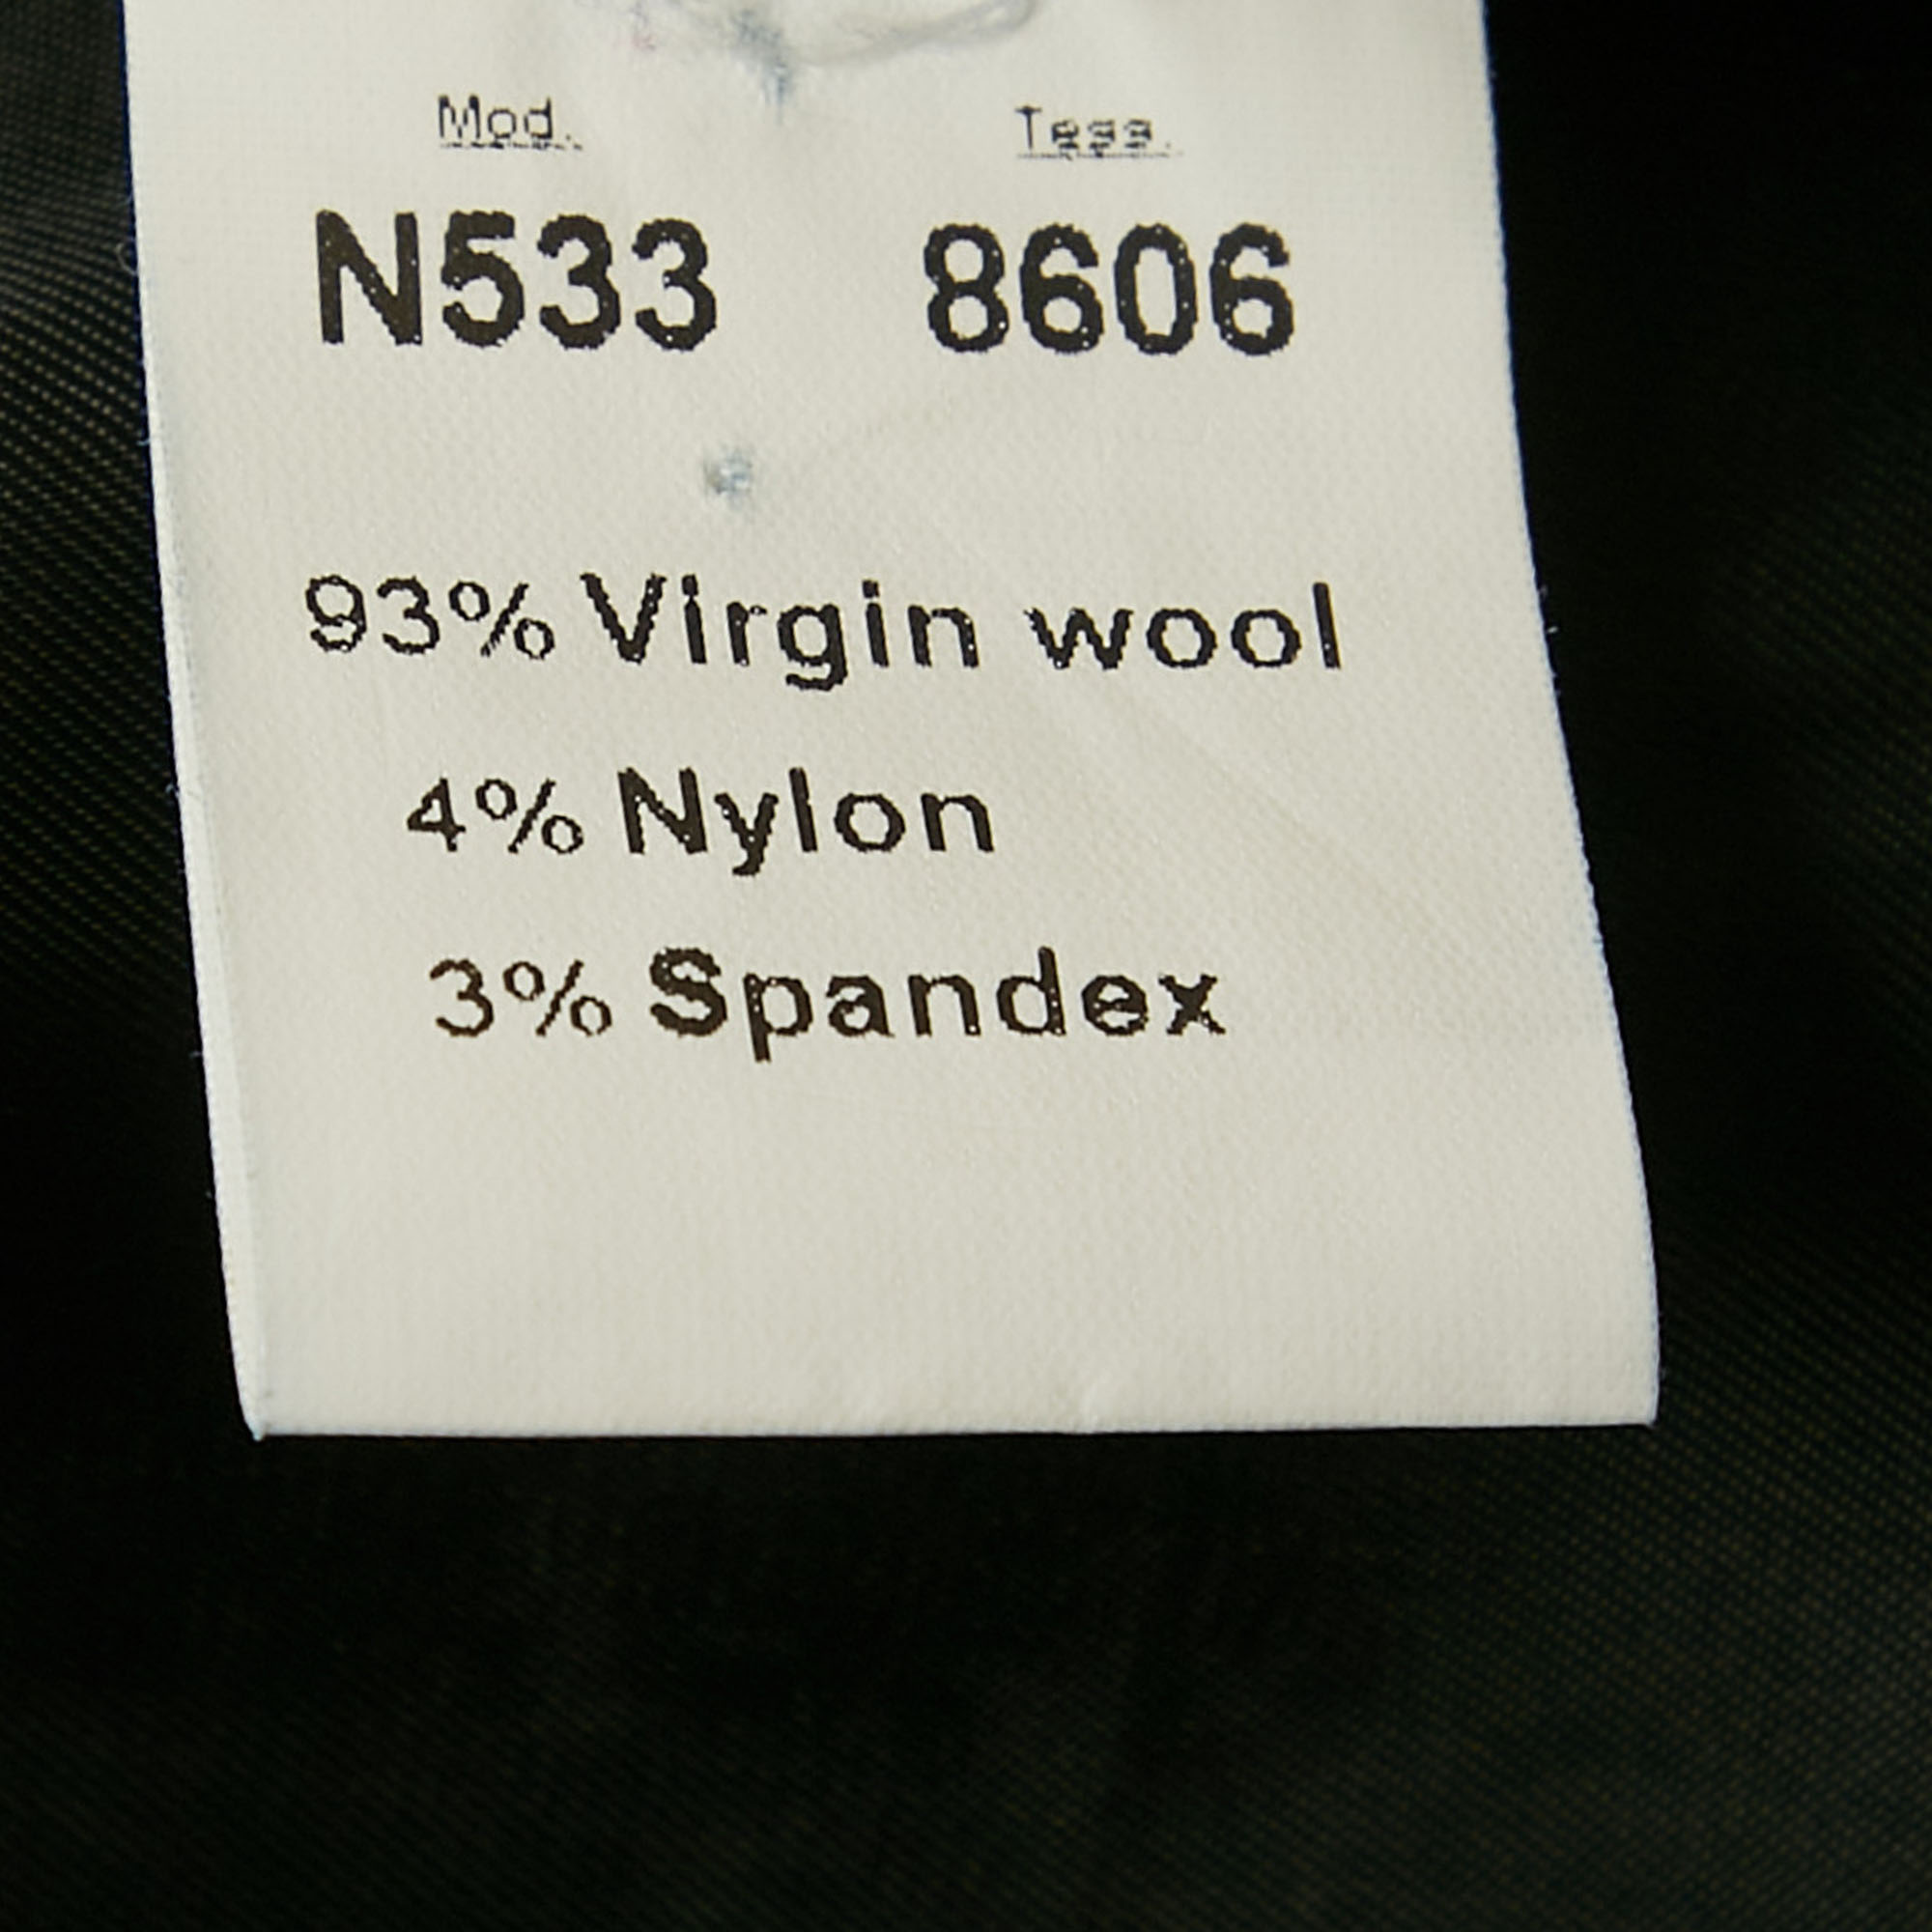 Mod. Tess.
N533 8606
93% Virgin wool
4% Nylon
3% Spandex